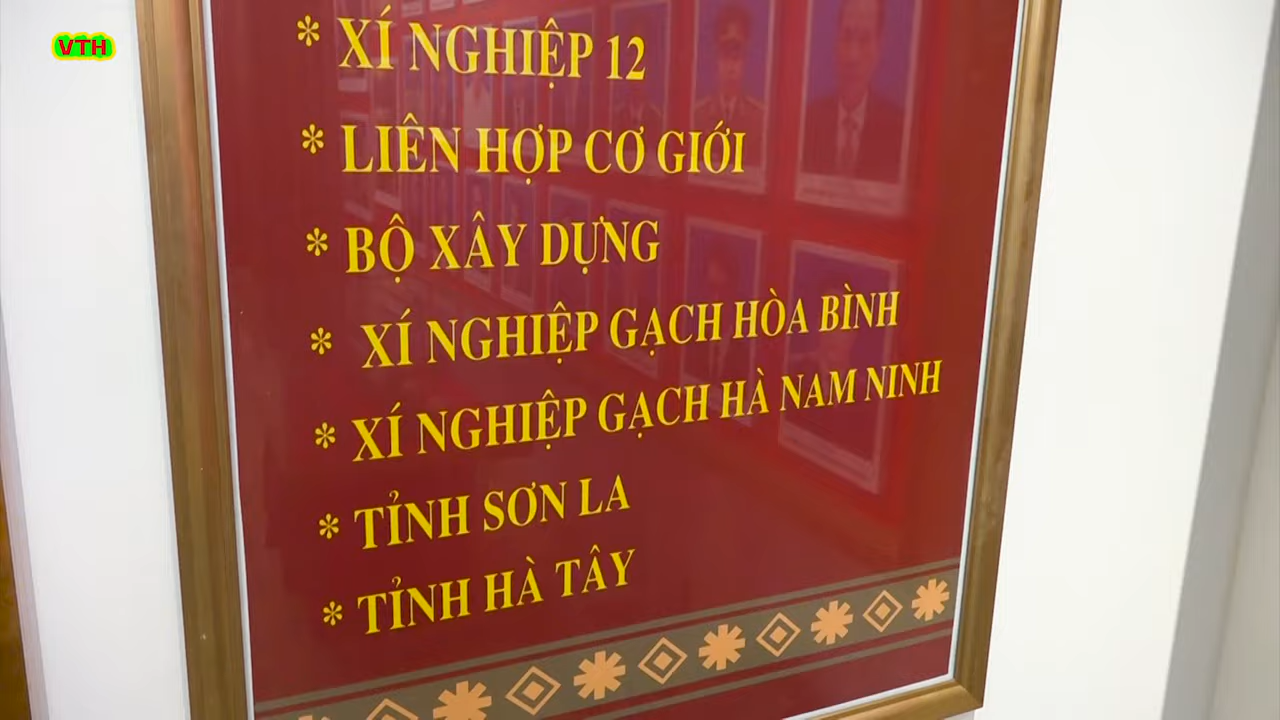 VTH
* XÍ NGHIỆP 12
* LIÊN HỢP CƠ GIỚI
* BỘ XÂY DỰNG
* XÍ NGHIỆP GẠCH HÒA BÌNH
* XÍ NGHIỆP GẠCH HÀ NAM NINH
* TỈNH SƠN LA
* TỈNH HÀ TÂY